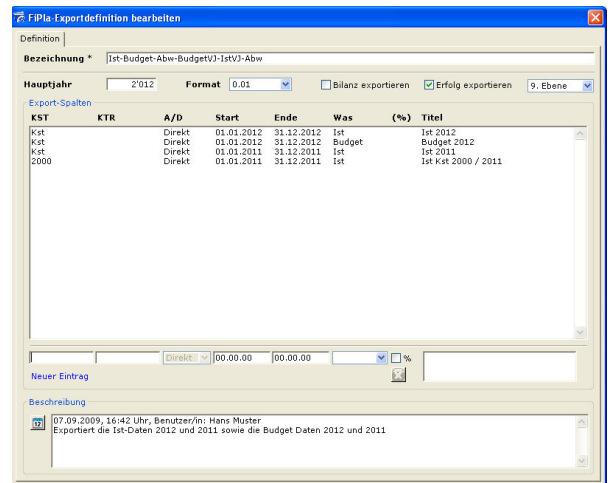 FiPla-Exportdefinition bearbeiten
Definition
Bezeichnung * Ist-Budget-Abw-BudgetVJ-IstVJ-Abw
Hauptjahr 2'012 Format 0.01 Bilanz exportieren Erfolg exportieren 9. Ebene
Export-Spalten
KST KTR A/D Start Ende Was (%) Titel
Kst Direkt 01.01.2012 31.12.2012 Ist Ist 2012
Kst Direkt 01.01.2012 31.12.2012 Budget Budget 2012
Kst Direkt 01.01.2011 31.12.2011 Ist Ist 2011
2000 Direkt 01.01.2011 31.12.2011 Ist Ist Kst 2000 / 2011
Direkt 00.00.00 00.00.00 %
Neuer Eintrag
Beschreibung
12 07.09.2009, 16:42 Uhr, Benutzer/in: Hans Muster
Exportiert die Ist-Daten 2012 und 2011 sowie die Budget Daten 2012 und 2011